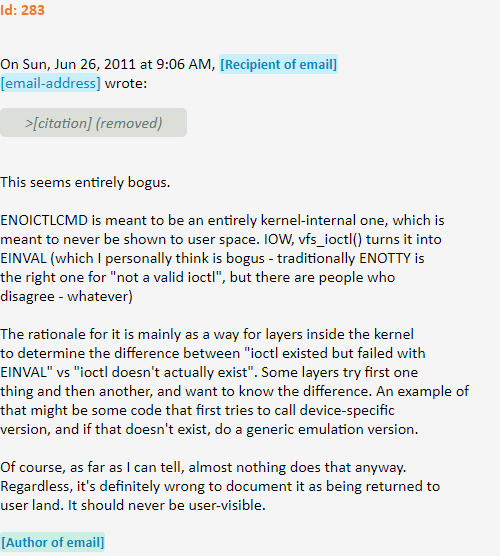 Id: 283
On Sun, Jun 26, 2011 at 9:06 AM, [Recipient of email]
[email-address] wrote:
>[citation] (removed)
This seems entirely bogus.
ENOICTLCMD is meant to be an entirely kernel-internal one, which is
meant to never be shown to user space. IOW, vfs_ioctl() turns it into
EINVAL (which I personally think is bogus - traditionally ENOTTY is
the right one for "not a valid ioctl", but there are people who
disagree - whatever)
The rationale for it is mainly as a way for layers inside the kernel
to determine the difference between "ioctl existed but failed with
EINVAL" vs "ioctl doesn't actually exist". Some layers try first one
thing and then another, and want to know the difference. An example of
that might be some code that first tries to call device-specific
version, and if that doesn't exist, do a generic emulation version.
Of course, as far as I can tell, almost nothing does that anyway.
Regardless, it's definitely wrong to document it as being returned to
user land. It should never be user-visible.
[Author of email]